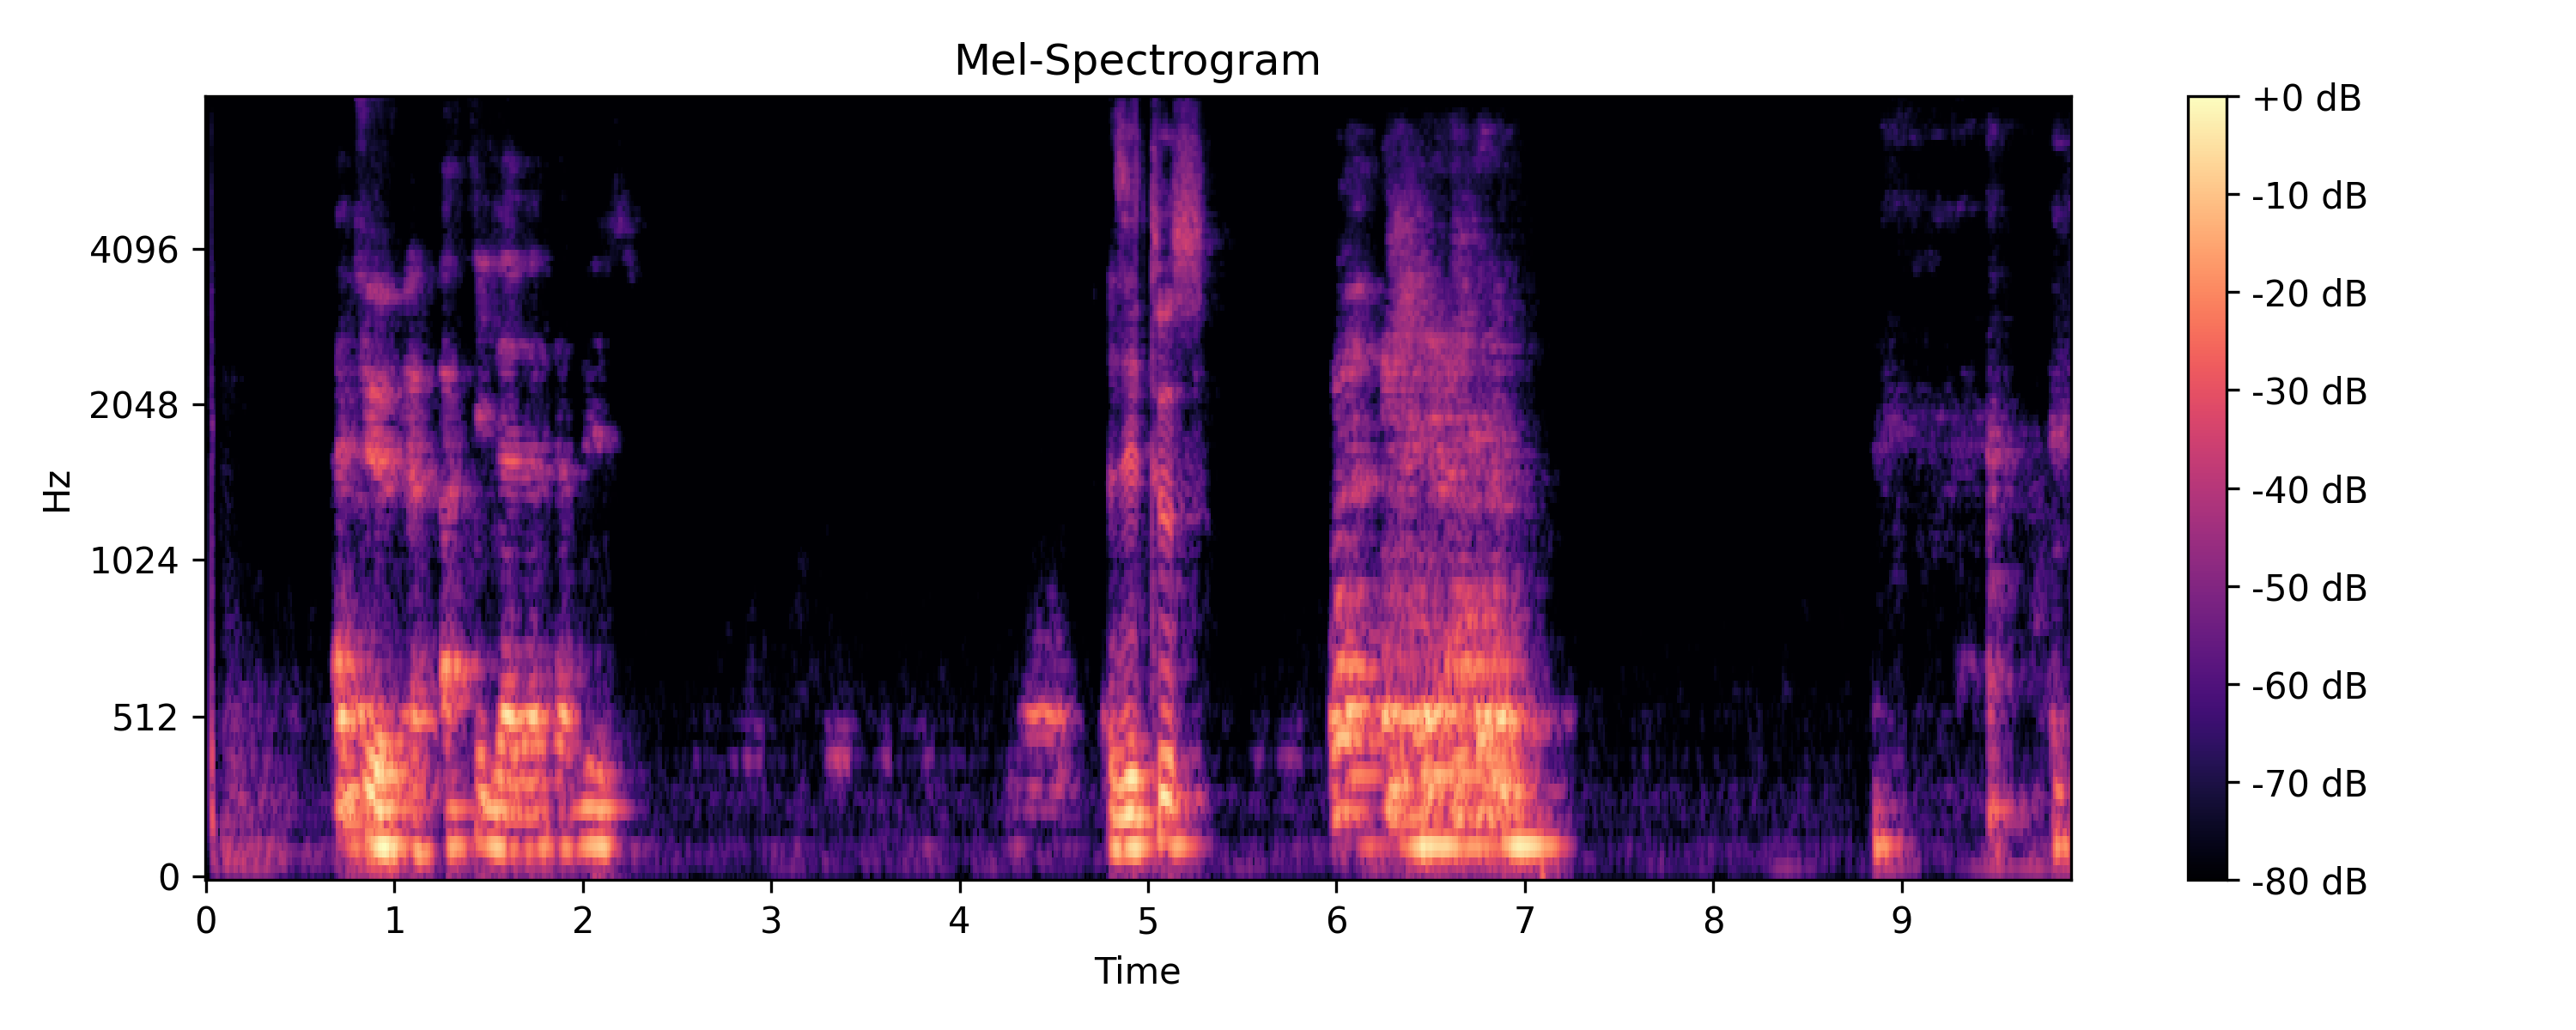 Mel-Spectrogram
+0 dB
-10 dB
-20 dB
-30 dB
-40 dB
-50 dB
-60 dB
-70 dB
-80 dB
4096
2048
1024
512
0
Hz
0 1 2 3 4 5 6 7 8 9
Time